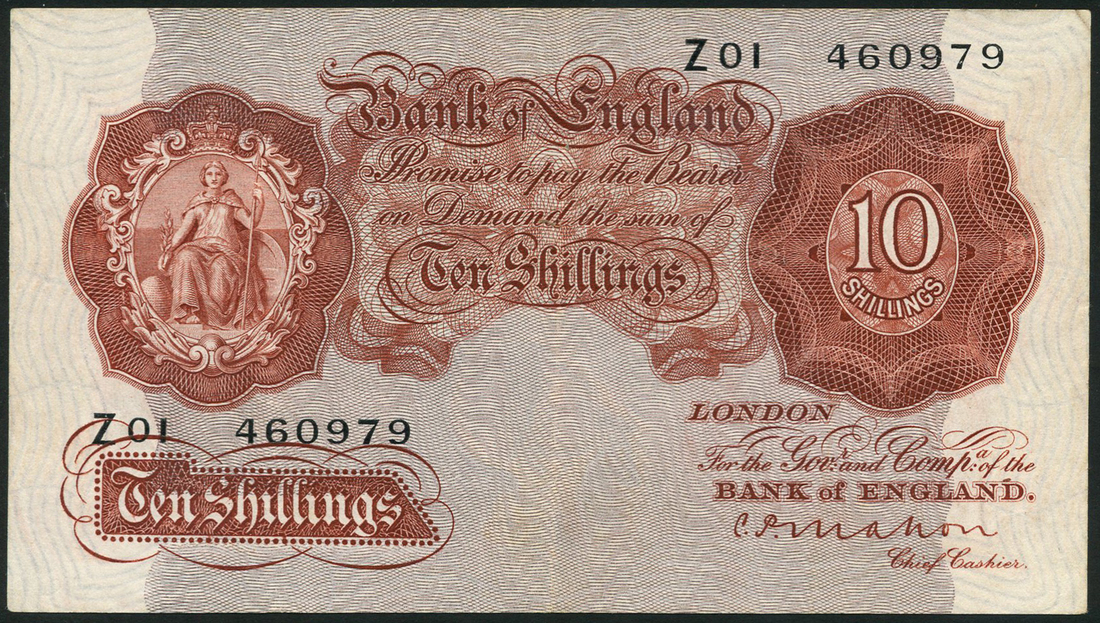 Z01 460979
Bank of England
Promise to pay the Bearer
on Demand the sum of
Ten Shillings
10
SHILLINGS
Z01 460979
Ten Shillings
LONDON
For the Govr. and Compa. of the
BANK of ENGLAND.
C.P. Mahon
Chief Cashier.